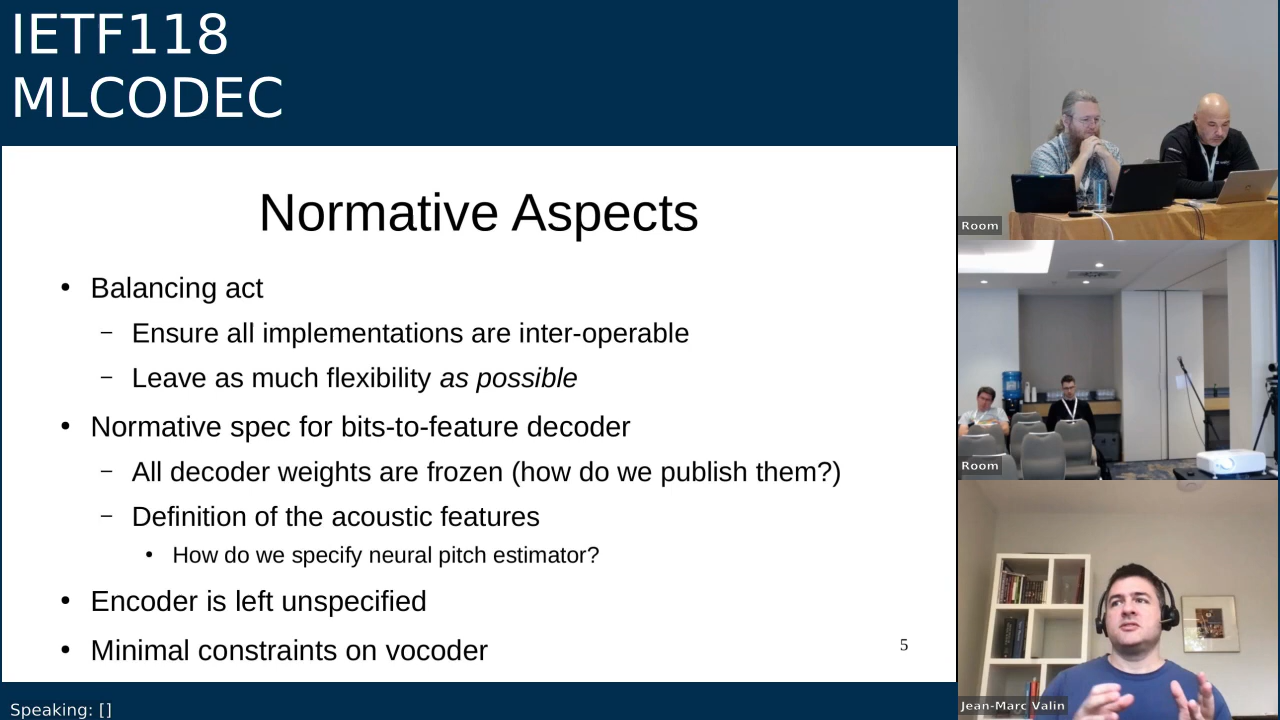 IETF118
MLCODEC
Normative Aspects
• Balancing act
– Ensure all implementations are inter-operable
– Leave as much flexibility as possible
• Normative spec for bits-to-feature decoder
– All decoder weights are frozen (how do we publish them?)
– Definition of the acoustic features
• How do we specify neural pitch estimator?
• Encoder is left unspecified
• Minimal constraints on vocoder
5
Speaking: []
Room
Room
Jean-Marc Valin